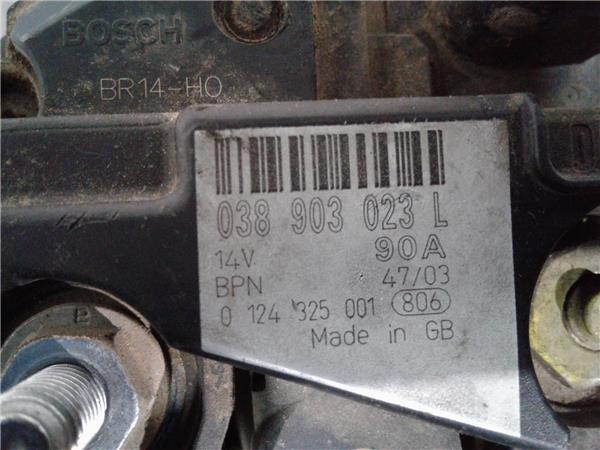 BOSCH
BR14-HO
038 903 023 L
14V 90A
BPN 47/03
0 124 325 001 806
Made in GB